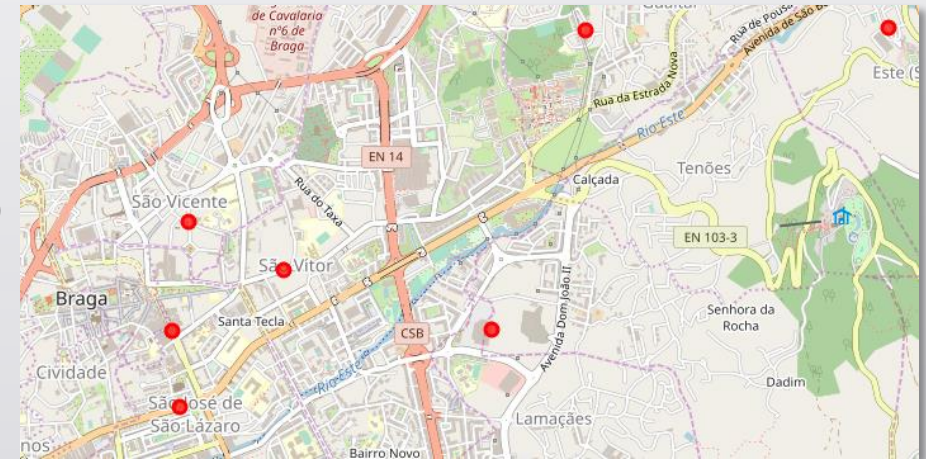 de Cavalaria
nº6 de
Braga
Rua de Pousa
Avenida de São B
Este (S
Rua da Estrada Nova
Rio Este
EN 14
Tenões
Calçada
São Vicente
Rua do Taxa
EN 103-3
São Vitor
Braga
Santa Tecla
CSB
Avenida Dom João II
Senhora da
Rocha
Cividade
Rio Este
Dadim
São José de
São Lázaro
Lamaçães
nos
Bairro Novo